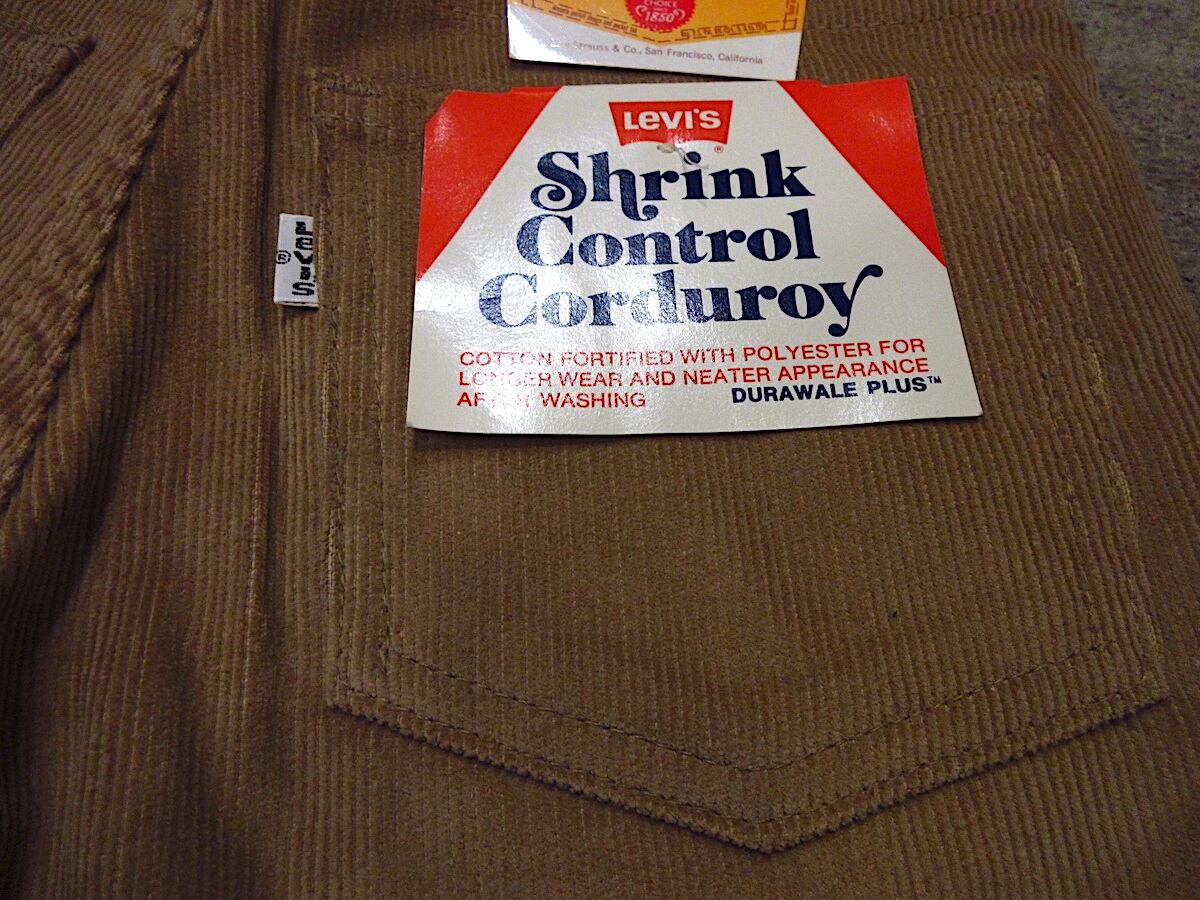 CHOICE
SINCE
1850
Strauss & Co., San Francisco, California
LEVI'S
®
Shrink
Control
Corduroy
COTTON FORTIFIED WITH POLYESTER FOR
LONGER WEAR AND NEATER APPEARANCE
AFTER WASHING
DURAWALE PLUS™
LEVI'S®